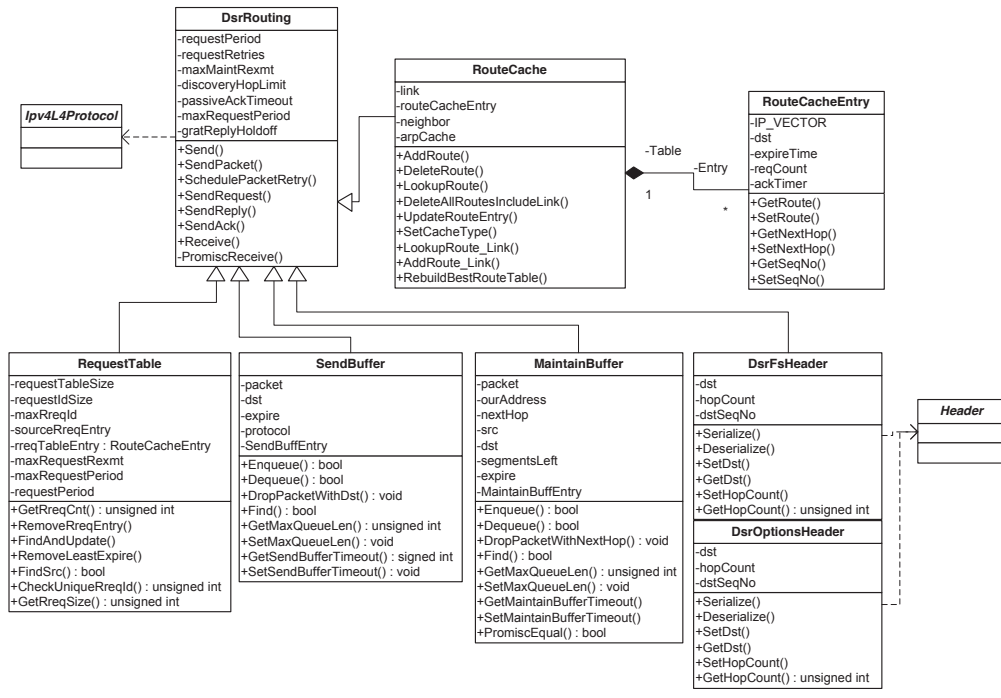 DsrRouting
-requestPeriod
-requestRetries
-maxMaintRexmt
-discoveryHopLimit
-passiveAckTimeout
-maxRequestPeriod
-gratReplyHoldoff
+Send()
+SendPacket()
+SchedulePacketRetry()
+SendRequest()
+SendReply()
+SendAck()
+Receive()
-PromiscReceive()
Ipv4L4Protocol
RouteCache
-link
-routeCacheEntry
-neighbor
-arpCache
+AddRoute()
+DeleteRoute()
+LookupRoute()
+DeleteAllRoutesIncludeLink()
+UpdateRouteEntry()
+SetCacheType()
+LookupRoute_Link()
+AddRoute_Link()
+RebuildBestRouteTable()
-Table
1
-Entry
*
RouteCacheEntry
-IP_VECTOR
-dst
-expireTime
-reqCount
-ackTimer
+GetRoute()
+SetRoute()
+GetNextHop()
+SetNextHop()
+GetSeqNo()
+SetSeqNo()
RequestTable
-requestTableSize
-requestIdSize
-maxRreqId
-sourceRreqEntry
-rreqTableEntry : RouteCacheEntry
-maxRequestRexmt
-maxRequestPeriod
-requestPeriod
+GetRreqCnt() : unsigned int
+RemoveRreqEntry()
+FindAndUpdate()
+RemoveLeastExpire()
+FindSrc() : bool
+CheckUniqueRreqId() : unsigned int
+GetRreqSize() : unsigned int
SendBuffer
-packet
-dst
-expire
-protocol
-SendBuffEntry
+Enqueue() : bool
+Dequeue() : bool
+DropPacketWithDst() : void
+Find() : bool
+GetMaxQueueLen() : unsigned int
+SetMaxQueueLen() : void
+GetSendBufferTimeout() : signed int
+SetSendBufferTimeout() : void
MaintainBuffer
-packet
-ourAddress
-nextHop
-src
-dst
-segmentsLeft
-expire
-MaintainBuffEntry
+Enqueue() : bool
+Dequeue() : bool
+DropPacketWithNextHop() : void
+Find() : bool
+GetMaxQueueLen() : unsigned int
+SetMaxQueueLen() : void
+GetMaintainBufferTimeout()
+SetMaintainBufferTimeout()
+PromiscEqual() : bool
DsrFsHeader
-dst
-hopCount
-dstSeqNo
+Serialize()
+Deserialize()
+SetDst()
+GetDst()
+SetHopCount()
+GetHopCount() : unsigned int
DsrOptionsHeader
-dst
-hopCount
-dstSeqNo
+Serialize()
+Deserialize()
+SetDst()
+GetDst()
+SetHopCount()
+GetHopCount() : unsigned int
Header